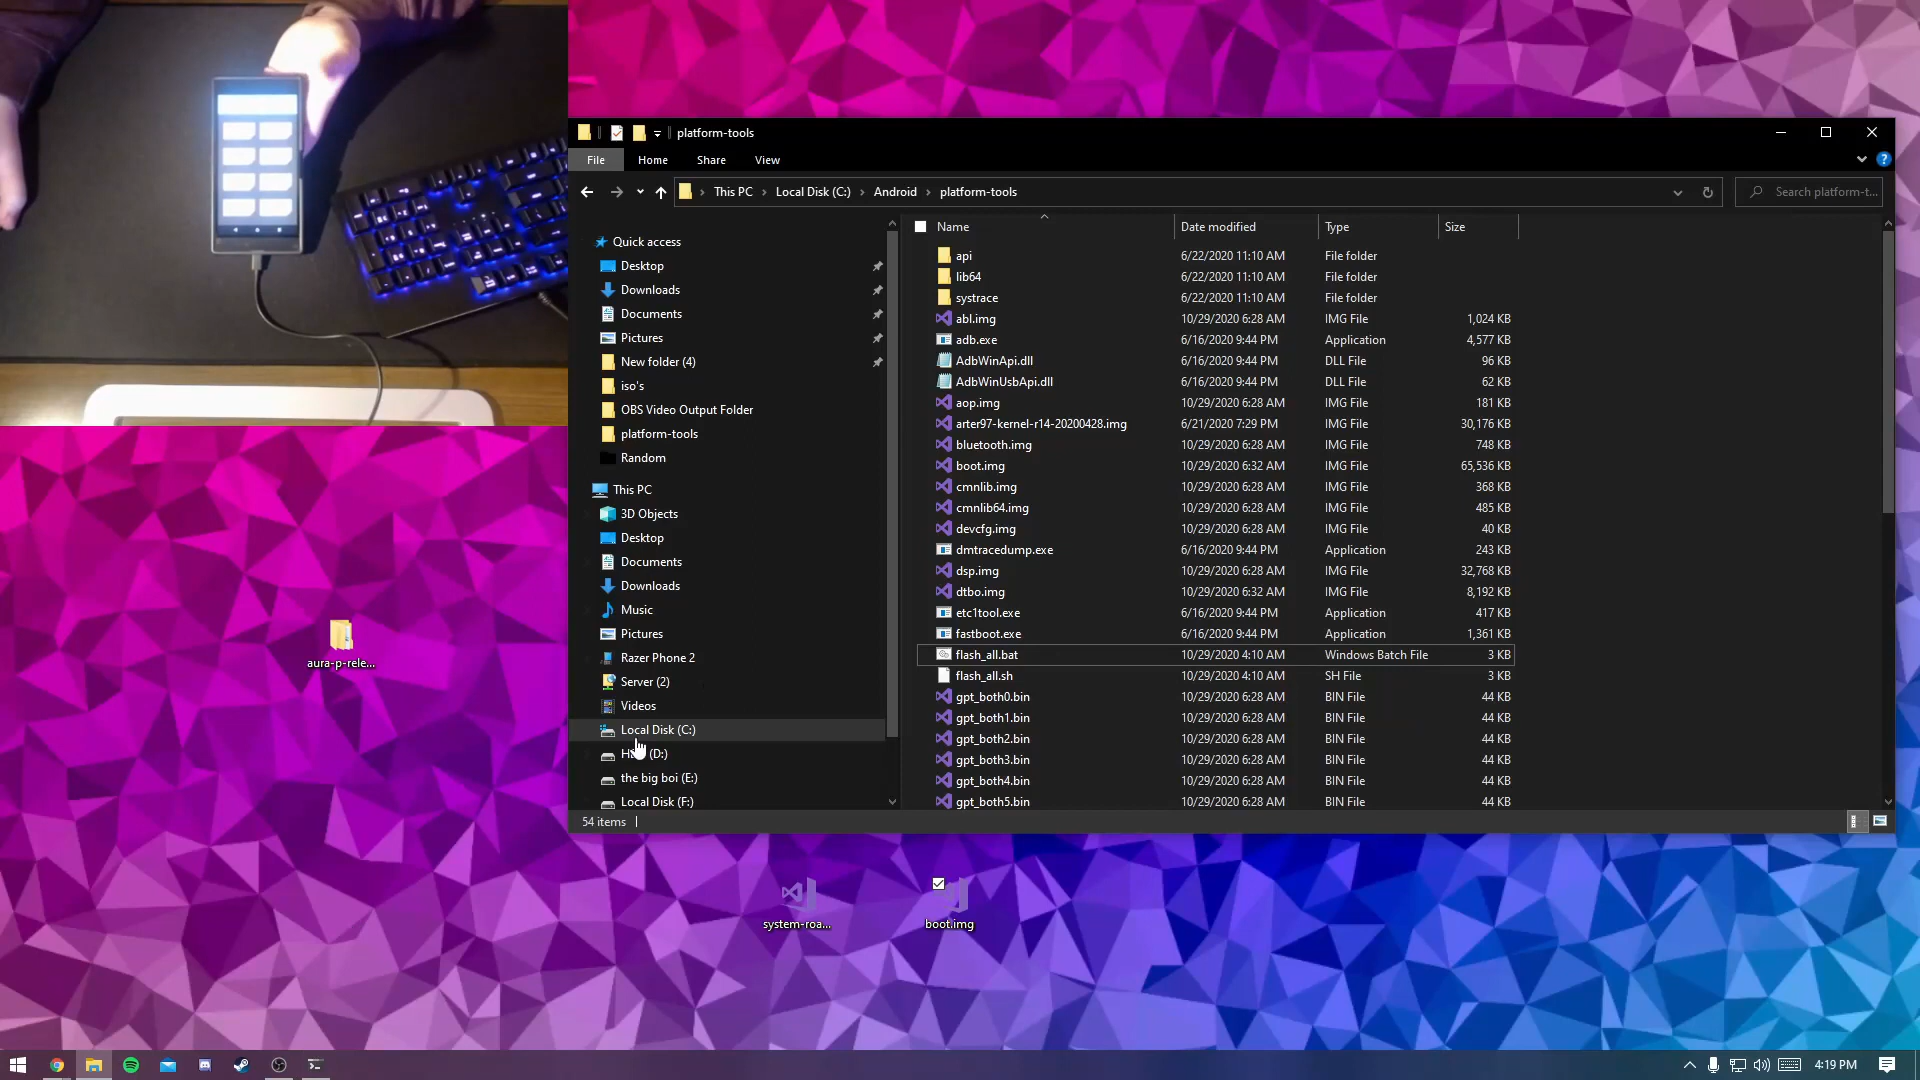 platform-tools
File
Home
Share
View
This PC
Local Disk (C:)
Android
platform-tools
Search platform-t...
Quick access
Desktop
Downloads
Documents
Pictures
New folder (4)
iso's
OBS Video Output Folder
platform-tools
Random
This PC
3D Objects
Desktop
Documents
Downloads
Music
Pictures
Razer Phone 2
Server (2)
Videos
Local Disk (C:)
(D:)
the big boi (E:)
Local Disk (F:)
Name Date modified Type Size
api 6/22/2020 11:10 AM File folder
lib64 6/22/2020 11:10 AM File folder
systrace 6/22/2020 11:10 AM File folder
abl.img 10/29/2020 6:28 AM IMG File 1,024 KB
adb.exe 6/16/2020 9:44 PM Application 4,577 KB
AdbWinApi.dll 6/16/2020 9:44 PM DLL File 96 KB
AdbWinUsbApi.dll 6/16/2020 9:44 PM DLL File 62 KB
aop.img 10/29/2020 6:28 AM IMG File 181 KB
arter97-kernel-r14-20200428.img 6/21/2020 7:29 PM IMG File 30,176 KB
bluetooth.img 10/29/2020 6:28 AM IMG File 748 KB
boot.img 10/29/2020 6:32 AM IMG File 65,536 KB
cmnlib.img 10/29/2020 6:28 AM IMG File 368 KB
cmnlib64.img 10/29/2020 6:28 AM IMG File 485 KB
devcfg.img 10/29/2020 6:28 AM IMG File 40 KB
dmtracedump.exe 6/16/2020 9:44 PM Application 243 KB
dsp.img 10/29/2020 6:28 AM IMG File 32,768 KB
dtbo.img 10/29/2020 6:32 AM IMG File 8,192 KB
etc1tool.exe 6/16/2020 9:44 PM Application 417 KB
fastboot.exe 6/16/2020 9:44 PM Application 1,361 KB
flash_all.bat 10/29/2020 4:10 AM Windows Batch File 3 KB
flash_all.sh 10/29/2020 4:10 AM SH File 3 KB
gpt_both0.bin 10/29/2020 6:28 AM BIN File 44 KB
gpt_both1.bin 10/29/2020 6:28 AM BIN File 44 KB
gpt_both2.bin 10/29/2020 6:28 AM BIN File 44 KB
gpt_both3.bin 10/29/2020 6:28 AM BIN File 44 KB
gpt_both4.bin 10/29/2020 6:28 AM BIN File 44 KB
gpt_both5.bin 10/29/2020 6:28 AM BIN File 44 KB
54 items
aura-p-rele...
system-roa...
boot.img
4:19 PM